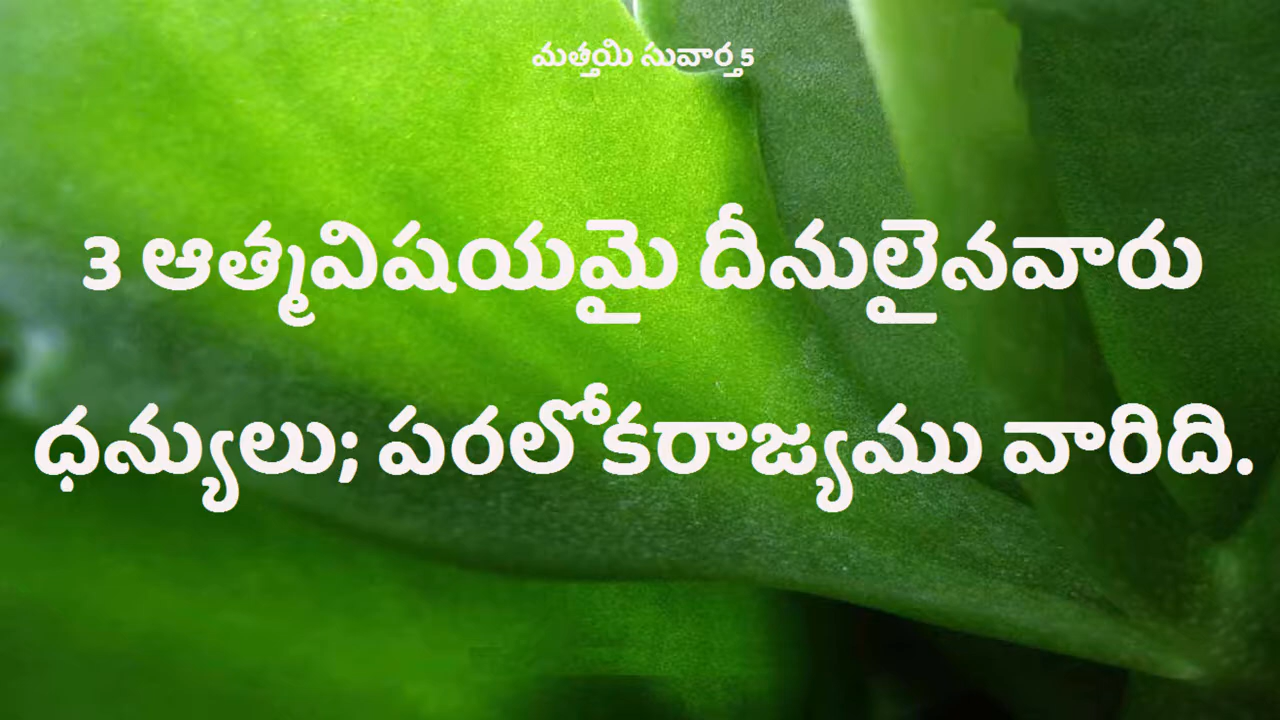 మత్తయి సువార్త 5
3 ఆత్మవిషయమై దీనులైనవారు
ధన్యులు; పరలోకరాజ్యము వారిది.